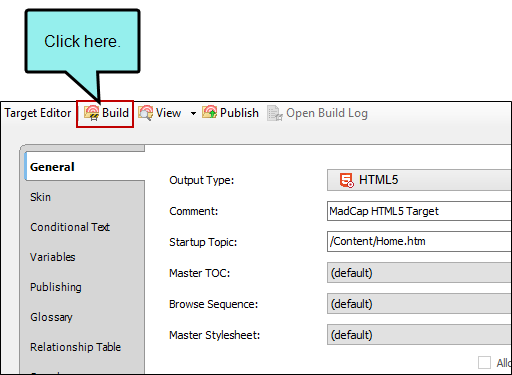 Click here.
Target Editor Build View Publish Open Build Log
General
Skin
Conditional Text
Variables
Publishing
Glossary
Relationship Table
Output Type: HTML5
Comment: MadCap HTML5 Target
Startup Topic: /Content/Home.htm
Master TOC: (default)
Browse Sequence: (default)
Master Stylesheet: (default)